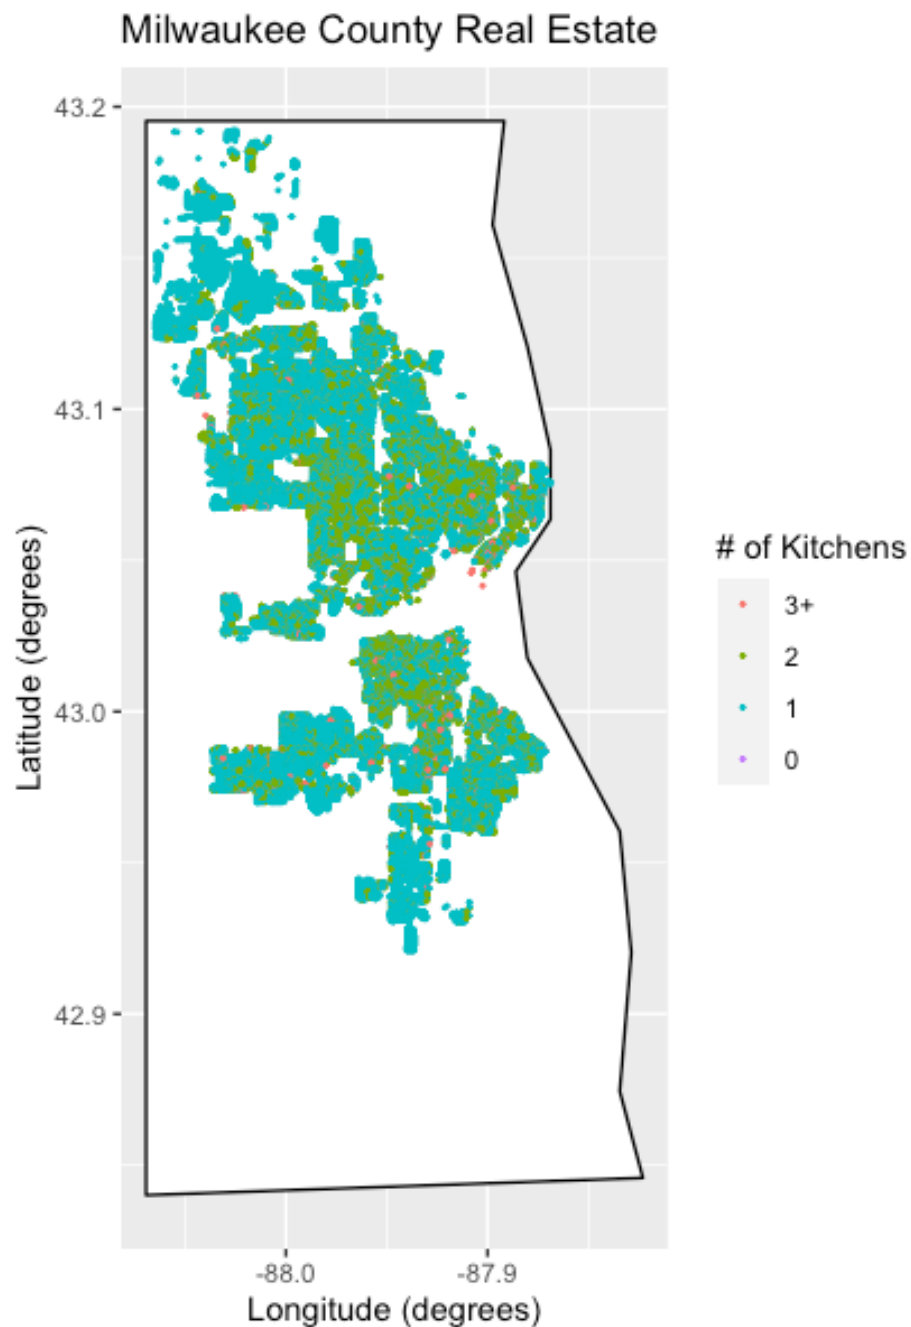 Milwaukee County Real Estate
43.2
43.1
43.0
42.9
Latitude (degrees)
-88.0 -87.9
Longitude (degrees)
# of Kitchens
3+
2
1
0